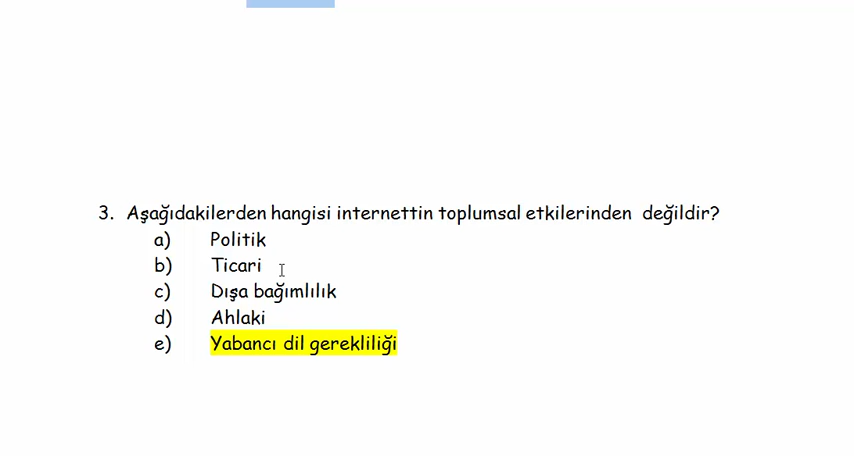 3. Aşağıdakilerden hangisi internettin toplumsal etkilerinden değildir?
a) Politik
b) Ticari
c) Dışa bağımlılık
d) Ahlaki
e) Yabancı dil gerekliliği